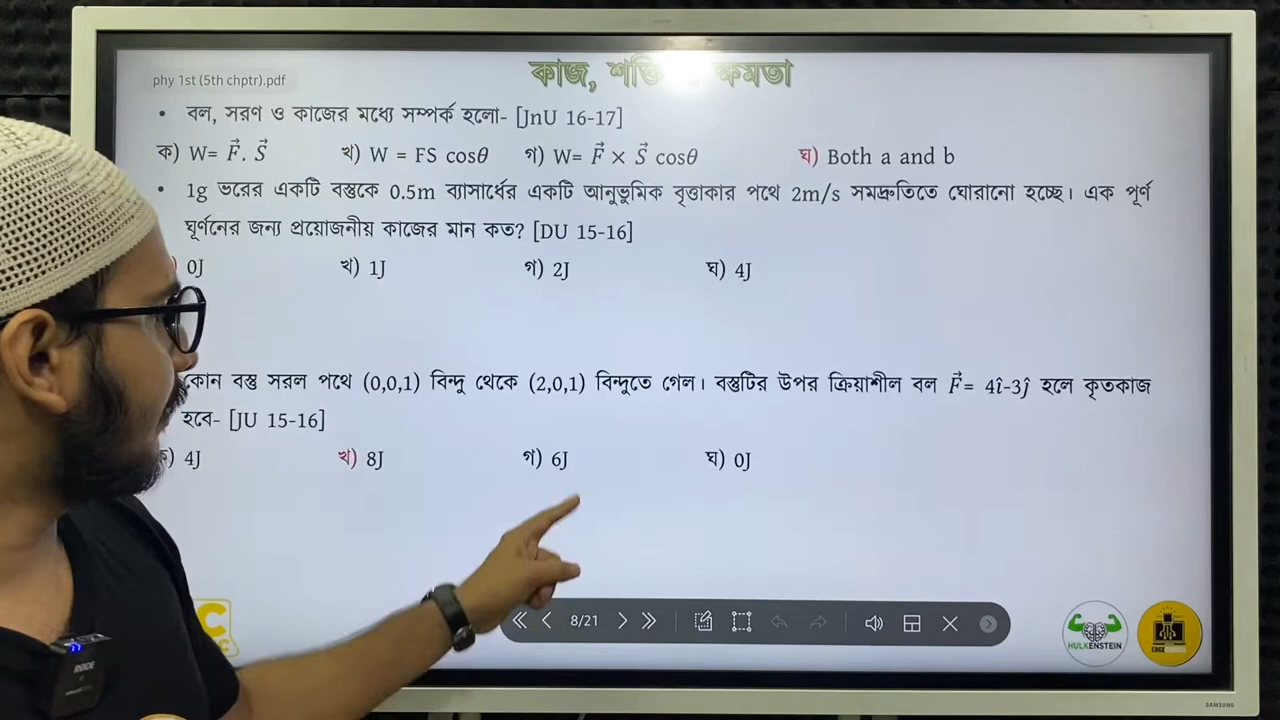 phy 1st (5th chptr).pdf
কাজ, শক্তি ক্ষমতা
• বল, সরণ ও কাজের মধ্যে সম্পর্ক হলো- [JnU 16-17]
ক) W= F⃗. S⃗ খ) W = FS cosθ গ) W= F⃗ × S⃗ cosθ ঘ) Both a and b
• 1g ভরের একটি বস্তুকে 0.5m ব্যাসার্ধের একটি আনুভুমিক বৃত্তাকার পথে 2m/s সমদ্রুতিতে ঘোরানো হচ্ছে। এক পূর্ণ
ঘূর্ণনের জন্য প্রয়োজনীয় কাজের মান কত? [DU 15-16]
) 0J খ) 1J গ) 2J ঘ) 4J
কোন বস্তু সরল পথে (0,0,1) বিন্দু থেকে (2,0,1) বিন্দুতে গেল। বস্তুটির উপর ক্রিয়াশীল বল F⃗= 4î-3ĵ হলে কৃতকাজ
হবে- [JU 15-16]
ক) 4J খ) 8J গ) 6J ঘ) 0J
8/21
HULKENSTEIN
SAMSUNG
RODE